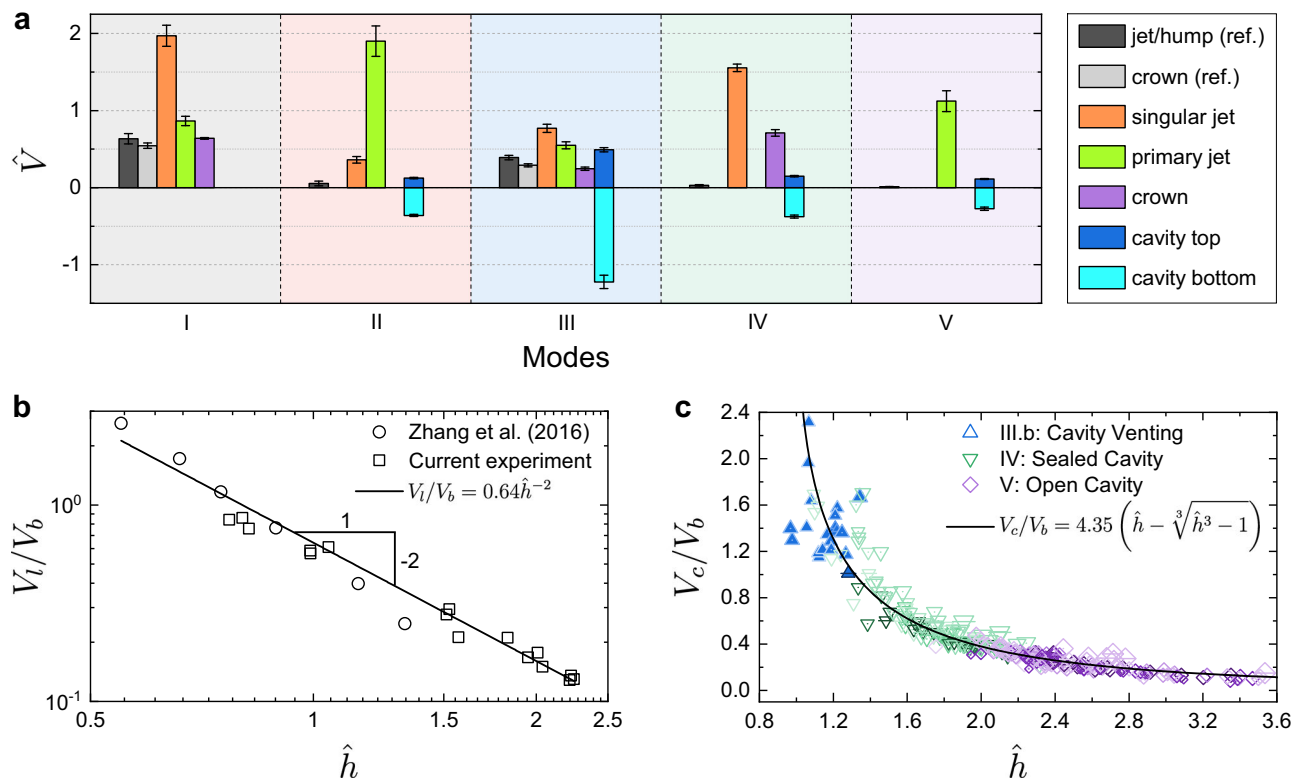 a
2
1
0
-1
V̂
I II III IV V
Modes
jet/hump (ref.)
crown (ref.)
singular jet
primary jet
crown
cavity top
cavity bottom
b
10⁰
10⁻¹
V_l/V_b
Zhang et al. (2016)
Current experiment
V_l/V_b = 0.64ĥ⁻²
1
-2
0.5 1 1.5 2 2.5
ĥ
c
2.4
2.0
1.6
1.2
0.8
0.4
0.0
V_c/V_b
III.b: Cavity Venting
IV: Sealed Cavity
V: Open Cavity
V_c/V_b = 4.35 (ĥ − ∛(ĥ³ − 1))
0.8 1.2 1.6 2.0 2.4 2.8 3.2 3.6
ĥ